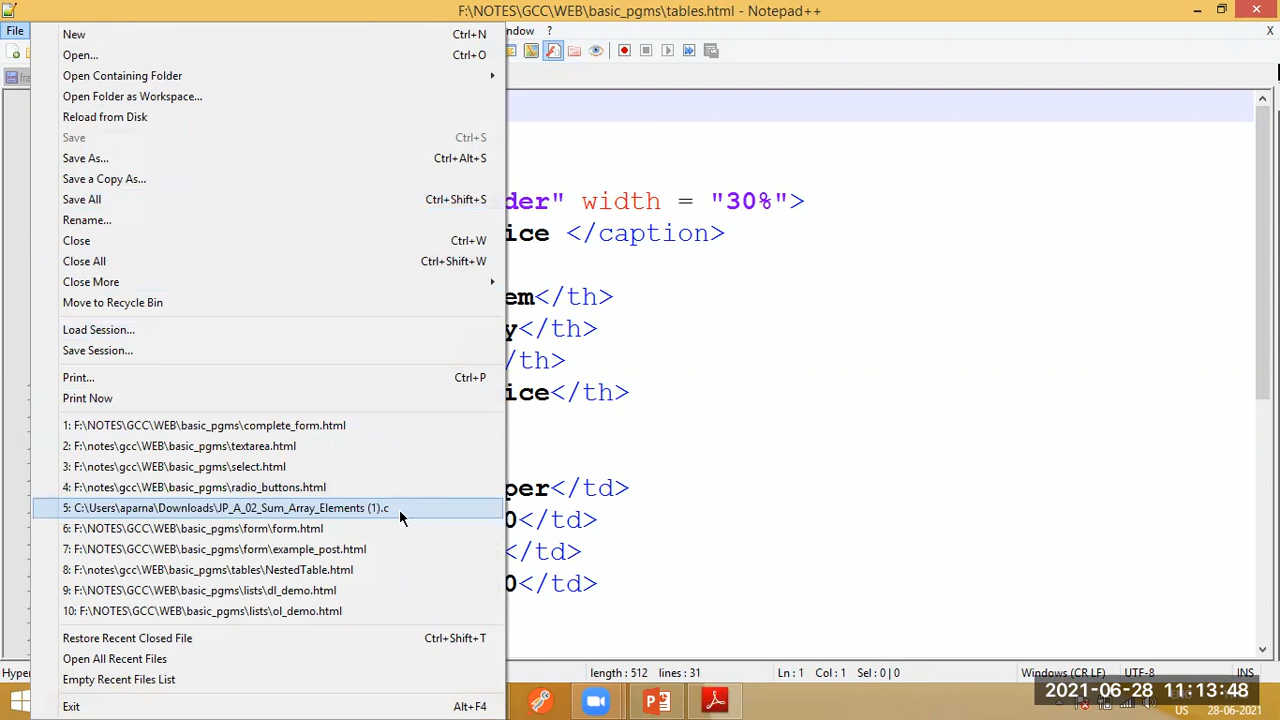 F:\NOTES\GCC\WEB\basic_pgms\tables.html - Notepad++
File ndow ? X
New Ctrl+N
Open... Ctrl+O
Open Containing Folder
Open Folder as Workspace...
Reload from Disk
Save Ctrl+S
Save As... Ctrl+Alt+S
Save a Copy As...
Save All Ctrl+Shift+S
Rename...
Close Ctrl+W
Close All Ctrl+Shift+W
Close More
Move to Recycle Bin
Load Session...
Save Session...
Print... Ctrl+P
Print Now
1: F:\NOTES\GCC\WEB\basic_pgms\complete_form.html
2: F:\notes\gcc\WEB\basic_pgms\textarea.html
3: F:\notes\gcc\WEB\basic_pgms\select.html
4: F:\notes\gcc\WEB\basic_pgms\radio_buttons.html
5: C:\Users\aparna\Downloads\JP_A_02_Sum_Array_Elements (1).c
6: F:\NOTES\GCC\WEB\basic_pgms\form\form.html
7: F:\NOTES\GCC\WEB\basic_pgms\form\example_post.html
8: F:\notes\gcc\WEB\basic_pgms\tables\NestedTable.html
9: F:\NOTES\GCC\WEB\basic_pgms\lists\dl_demo.html
10: F:\NOTES\GCC\WEB\basic_pgms\lists\ol_demo.html
Restore Recent Closed File Ctrl+Shift+T
Open All Recent Files
Empty Recent Files List
Exit Alt+F4
der" width = "30%">
ice </caption>
em</th>
y</th>
/th>
ice</th>
per</td>
0</td>
</td>
0</td>
Hyper length : 512 lines : 31 Ln : 1 Col : 1 Sel : 0 | 0 Windows (CR LF) UTF-8 INS
2021-06-28 11:13:48
US 28-06-2021